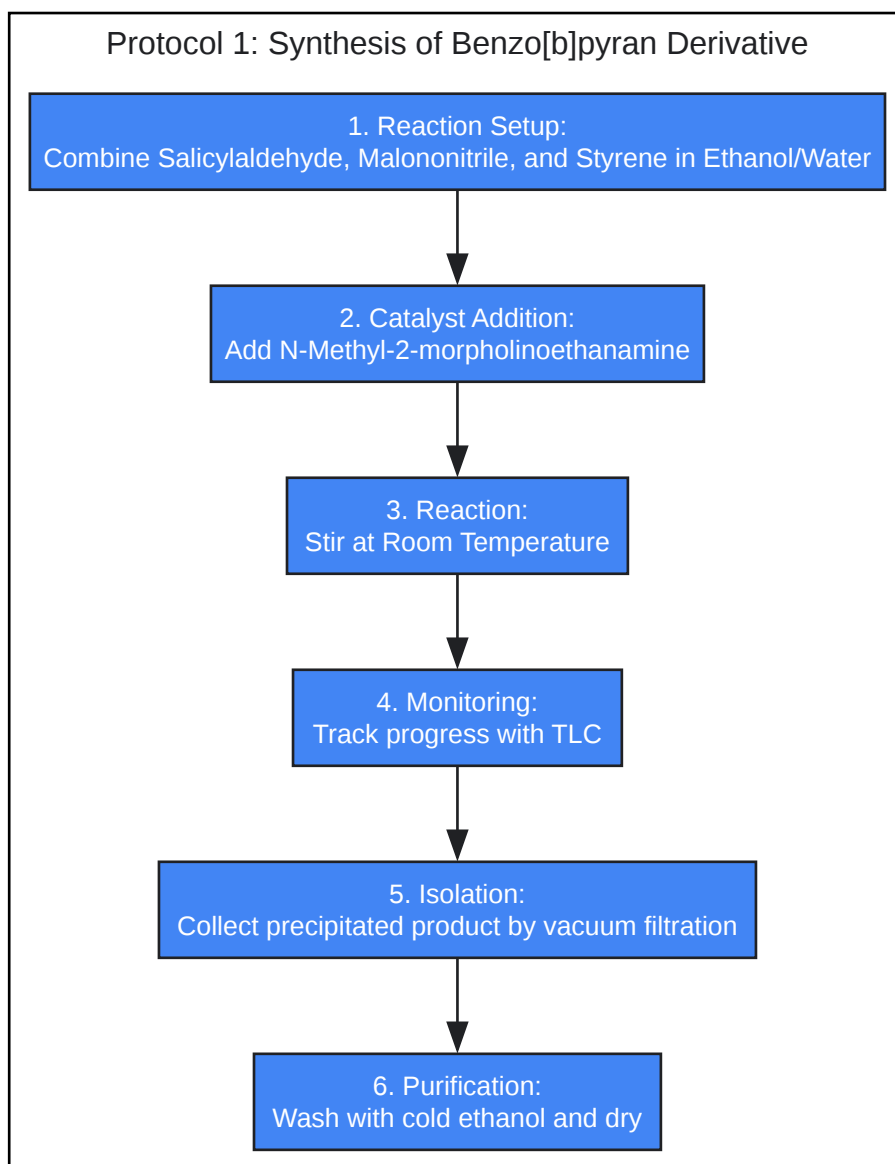 Protocol 1: Synthesis of Benzo[b]pyran Derivative
1. Reaction Setup:
Combine Salicylaldehyde, Malononitrile, and Styrene in Ethanol/Water
2. Catalyst Addition:
Add N-Methyl-2-morpholinoethanamine
3. Reaction:
Stir at Room Temperature
4. Monitoring:
Track progress with TLC
5. Isolation:
Collect precipitated product by vacuum filtration
6. Purification:
Wash with cold ethanol and dry